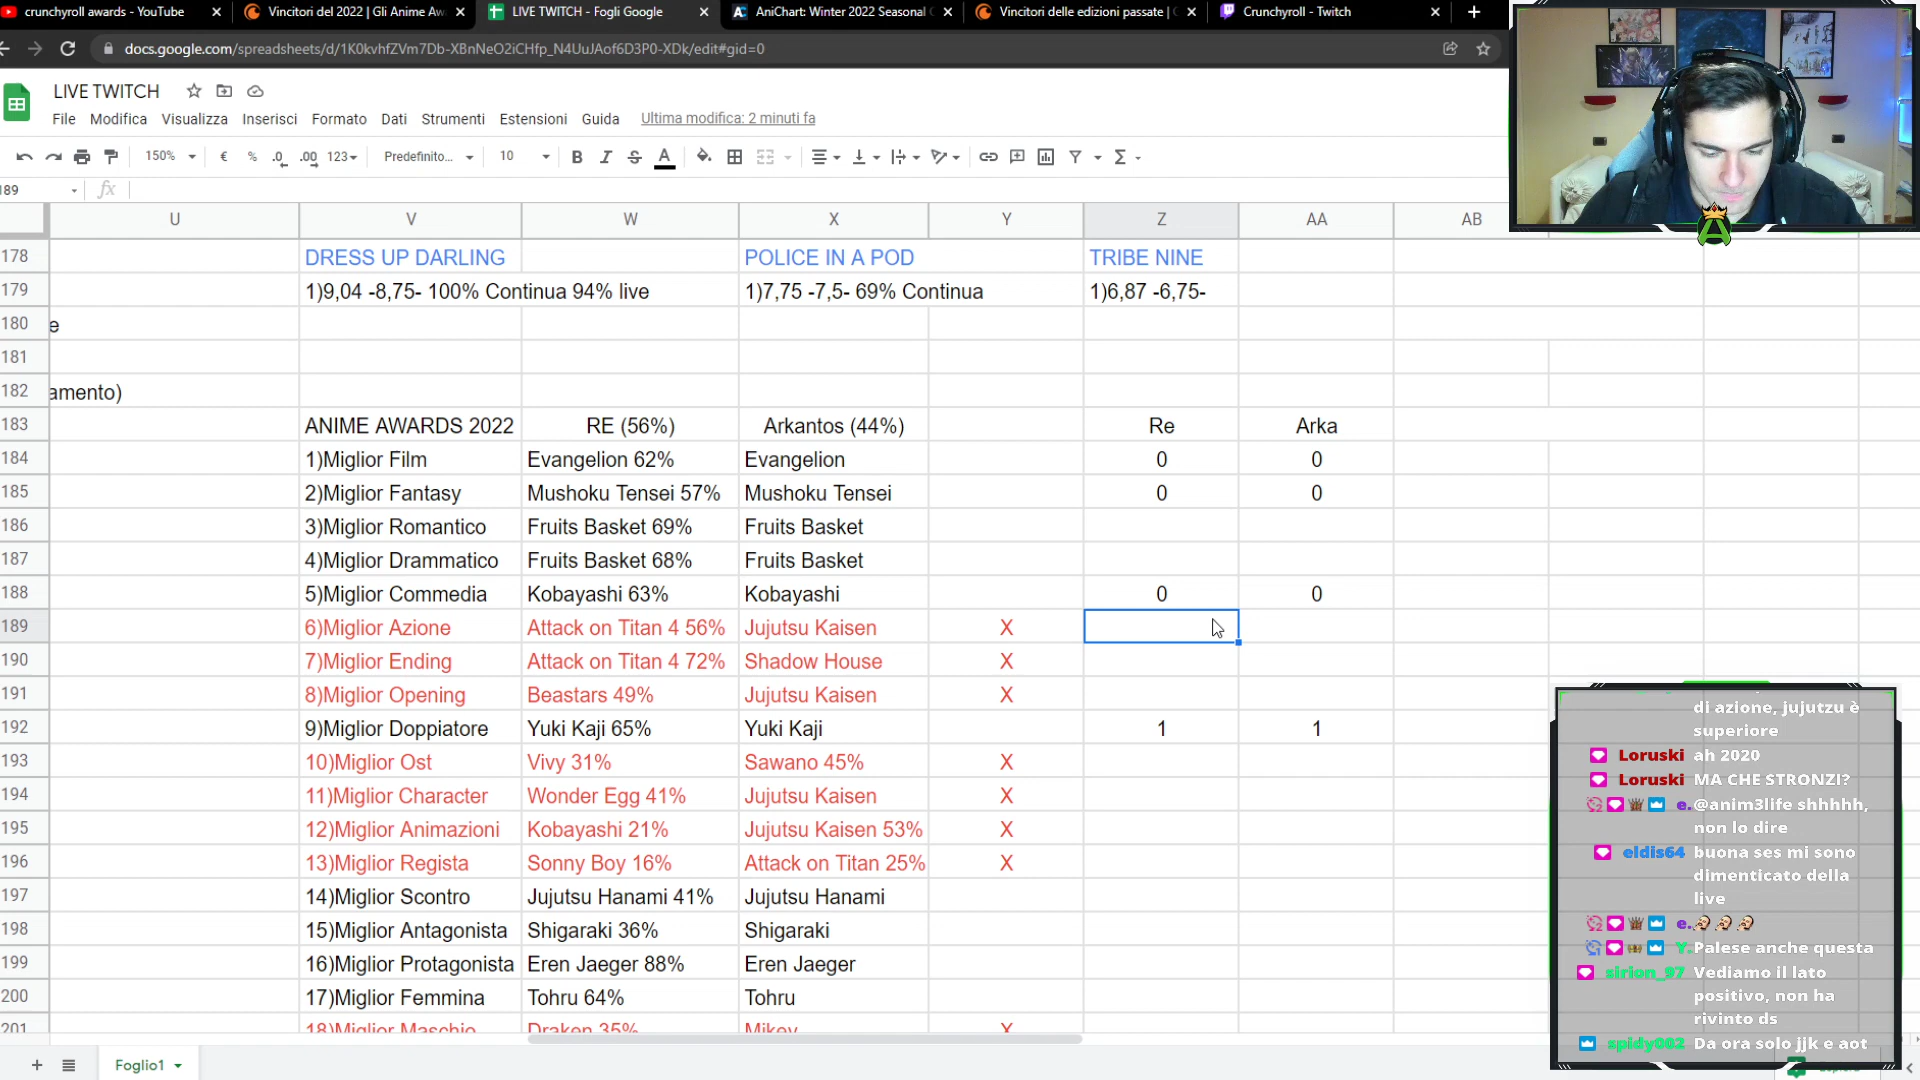 crunchyroll awards - YouTube
Vincitori del 2022 | Gli Anime Aw
LIVE TWITCH - Fogli Google
AniChart: Winter 2022 Seasonal
Vincitori delle edizioni passate |
Crunchyroll - Twitch
docs.google.com/spreadsheets/d/1K0kvhfZVm7Db-XBnNeO2iCHfp_N4UuJAof6D3P0-XDk/edit#gid=0
LIVE TWITCH
File Modifica Visualizza Inserisci Formato Dati Strumenti Estensioni Guida Ultima modifica: 2 minuti fa
150% € % .0 .00 123 Predefinito... 10 B I S A
189 fx
U V W X Y Z AA AB
178 DRESS UP DARLING POLICE IN A POD TRIBE NINE
179 1)9,04 -8,75- 100% Continua 94% live 1)7,75 -7,5- 69% Continua 1)6,87 -6,75-
180 e
181
182 amento)
183 ANIME AWARDS 2022 RE (56%) Arkantos (44%) Re Arka
184 1)Miglior Film Evangelion 62% Evangelion 0 0
185 2)Miglior Fantasy Mushoku Tensei 57% Mushoku Tensei 0 0
186 3)Miglior Romantico Fruits Basket 69% Fruits Basket
187 4)Miglior Drammatico Fruits Basket 68% Fruits Basket
188 5)Miglior Commedia Kobayashi 63% Kobayashi 0 0
189 6)Miglior Azione Attack on Titan 4 56% Jujutsu Kaisen X
190 7)Miglior Ending Attack on Titan 4 72% Shadow House X
191 8)Miglior Opening Beastars 49% Jujutsu Kaisen X
192 9)Miglior Doppiatore Yuki Kaji 65% Yuki Kaji 1 1
193 10)Miglior Ost Vivy 31% Sawano 45% X
194 11)Miglior Character Wonder Egg 41% Jujutsu Kaisen X
195 12)Miglior Animazioni Kobayashi 21% Jujutsu Kaisen 53% X
196 13)Miglior Regista Sonny Boy 16% Attack on Titan 25% X
197 14)Miglior Scontro Jujutsu Hanami 41% Jujutsu Hanami
198 15)Miglior Antagonista Shigaraki 36% Shigaraki
199 16)Miglior Protagonista Eren Jaeger 88% Eren Jaeger
200 17)Miglior Femmina Tohru 64% Tohru
201 18)Miglior Maschio Draken 35% Mikey X
Foglio1
di azione, jujutzu è
superiore
Loruski ah 2020
Loruski MA CHE STRONZI?
e. @anim3life shhhhh,
non lo dire
eldis64 buona ses mi sono
dimenticato della
live
e.
Y. Palese anche questa
sirion_97 Vediamo il lato
positivo, non ha
rivinto ds
spidy002 Da ora solo jjk e aot